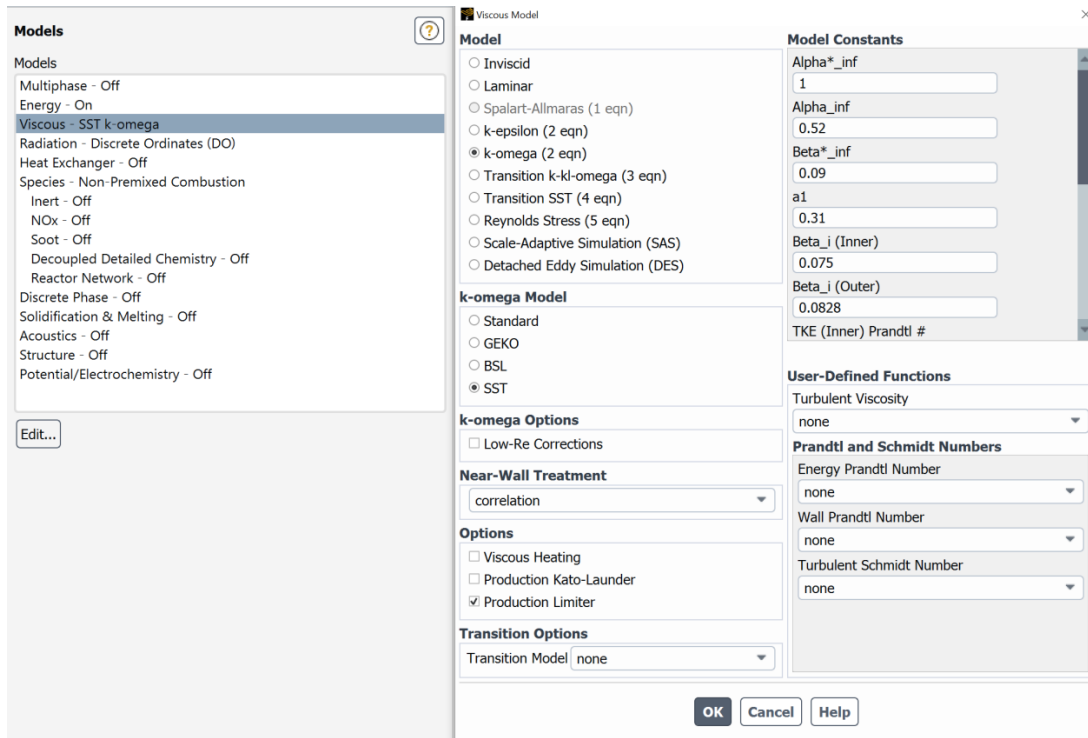 Models
?
Models
Multiphase - Off
Energy - On
Viscous - SST k-omega
Radiation - Discrete Ordinates (DO)
Heat Exchanger - Off
Species - Non-Premixed Combustion
Inert - Off
NOx - Off
Soot - Off
Decoupled Detailed Chemistry - Off
Reactor Network - Off
Discrete Phase - Off
Solidification & Melting - Off
Acoustics - Off
Structure - Off
Potential/Electrochemistry - Off
Edit...
Viscous Model
Model
Inviscid
Laminar
Spalart-Allmaras (1 eqn)
k-epsilon (2 eqn)
k-omega (2 eqn)
Transition k-kl-omega (3 eqn)
Transition SST (4 eqn)
Reynolds Stress (5 eqn)
Scale-Adaptive Simulation (SAS)
Detached Eddy Simulation (DES)
k-omega Model
Standard
GEKO
BSL
SST
k-omega Options
Low-Re Corrections
Near-Wall Treatment
correlation
Options
Viscous Heating
Production Kato-Launder
Production Limiter
Transition Options
Transition Model none
Model Constants
Alpha*_inf
1
Alpha_inf
0.52
Beta*_inf
0.09
a1
0.31
Beta_i (Inner)
0.075
Beta_i (Outer)
0.0828
TKE (Inner) Prandtl #
User-Defined Functions
Turbulent Viscosity
none
Prandtl and Schmidt Numbers
Energy Prandtl Number
none
Wall Prandtl Number
none
Turbulent Schmidt Number
none
OK Cancel Help